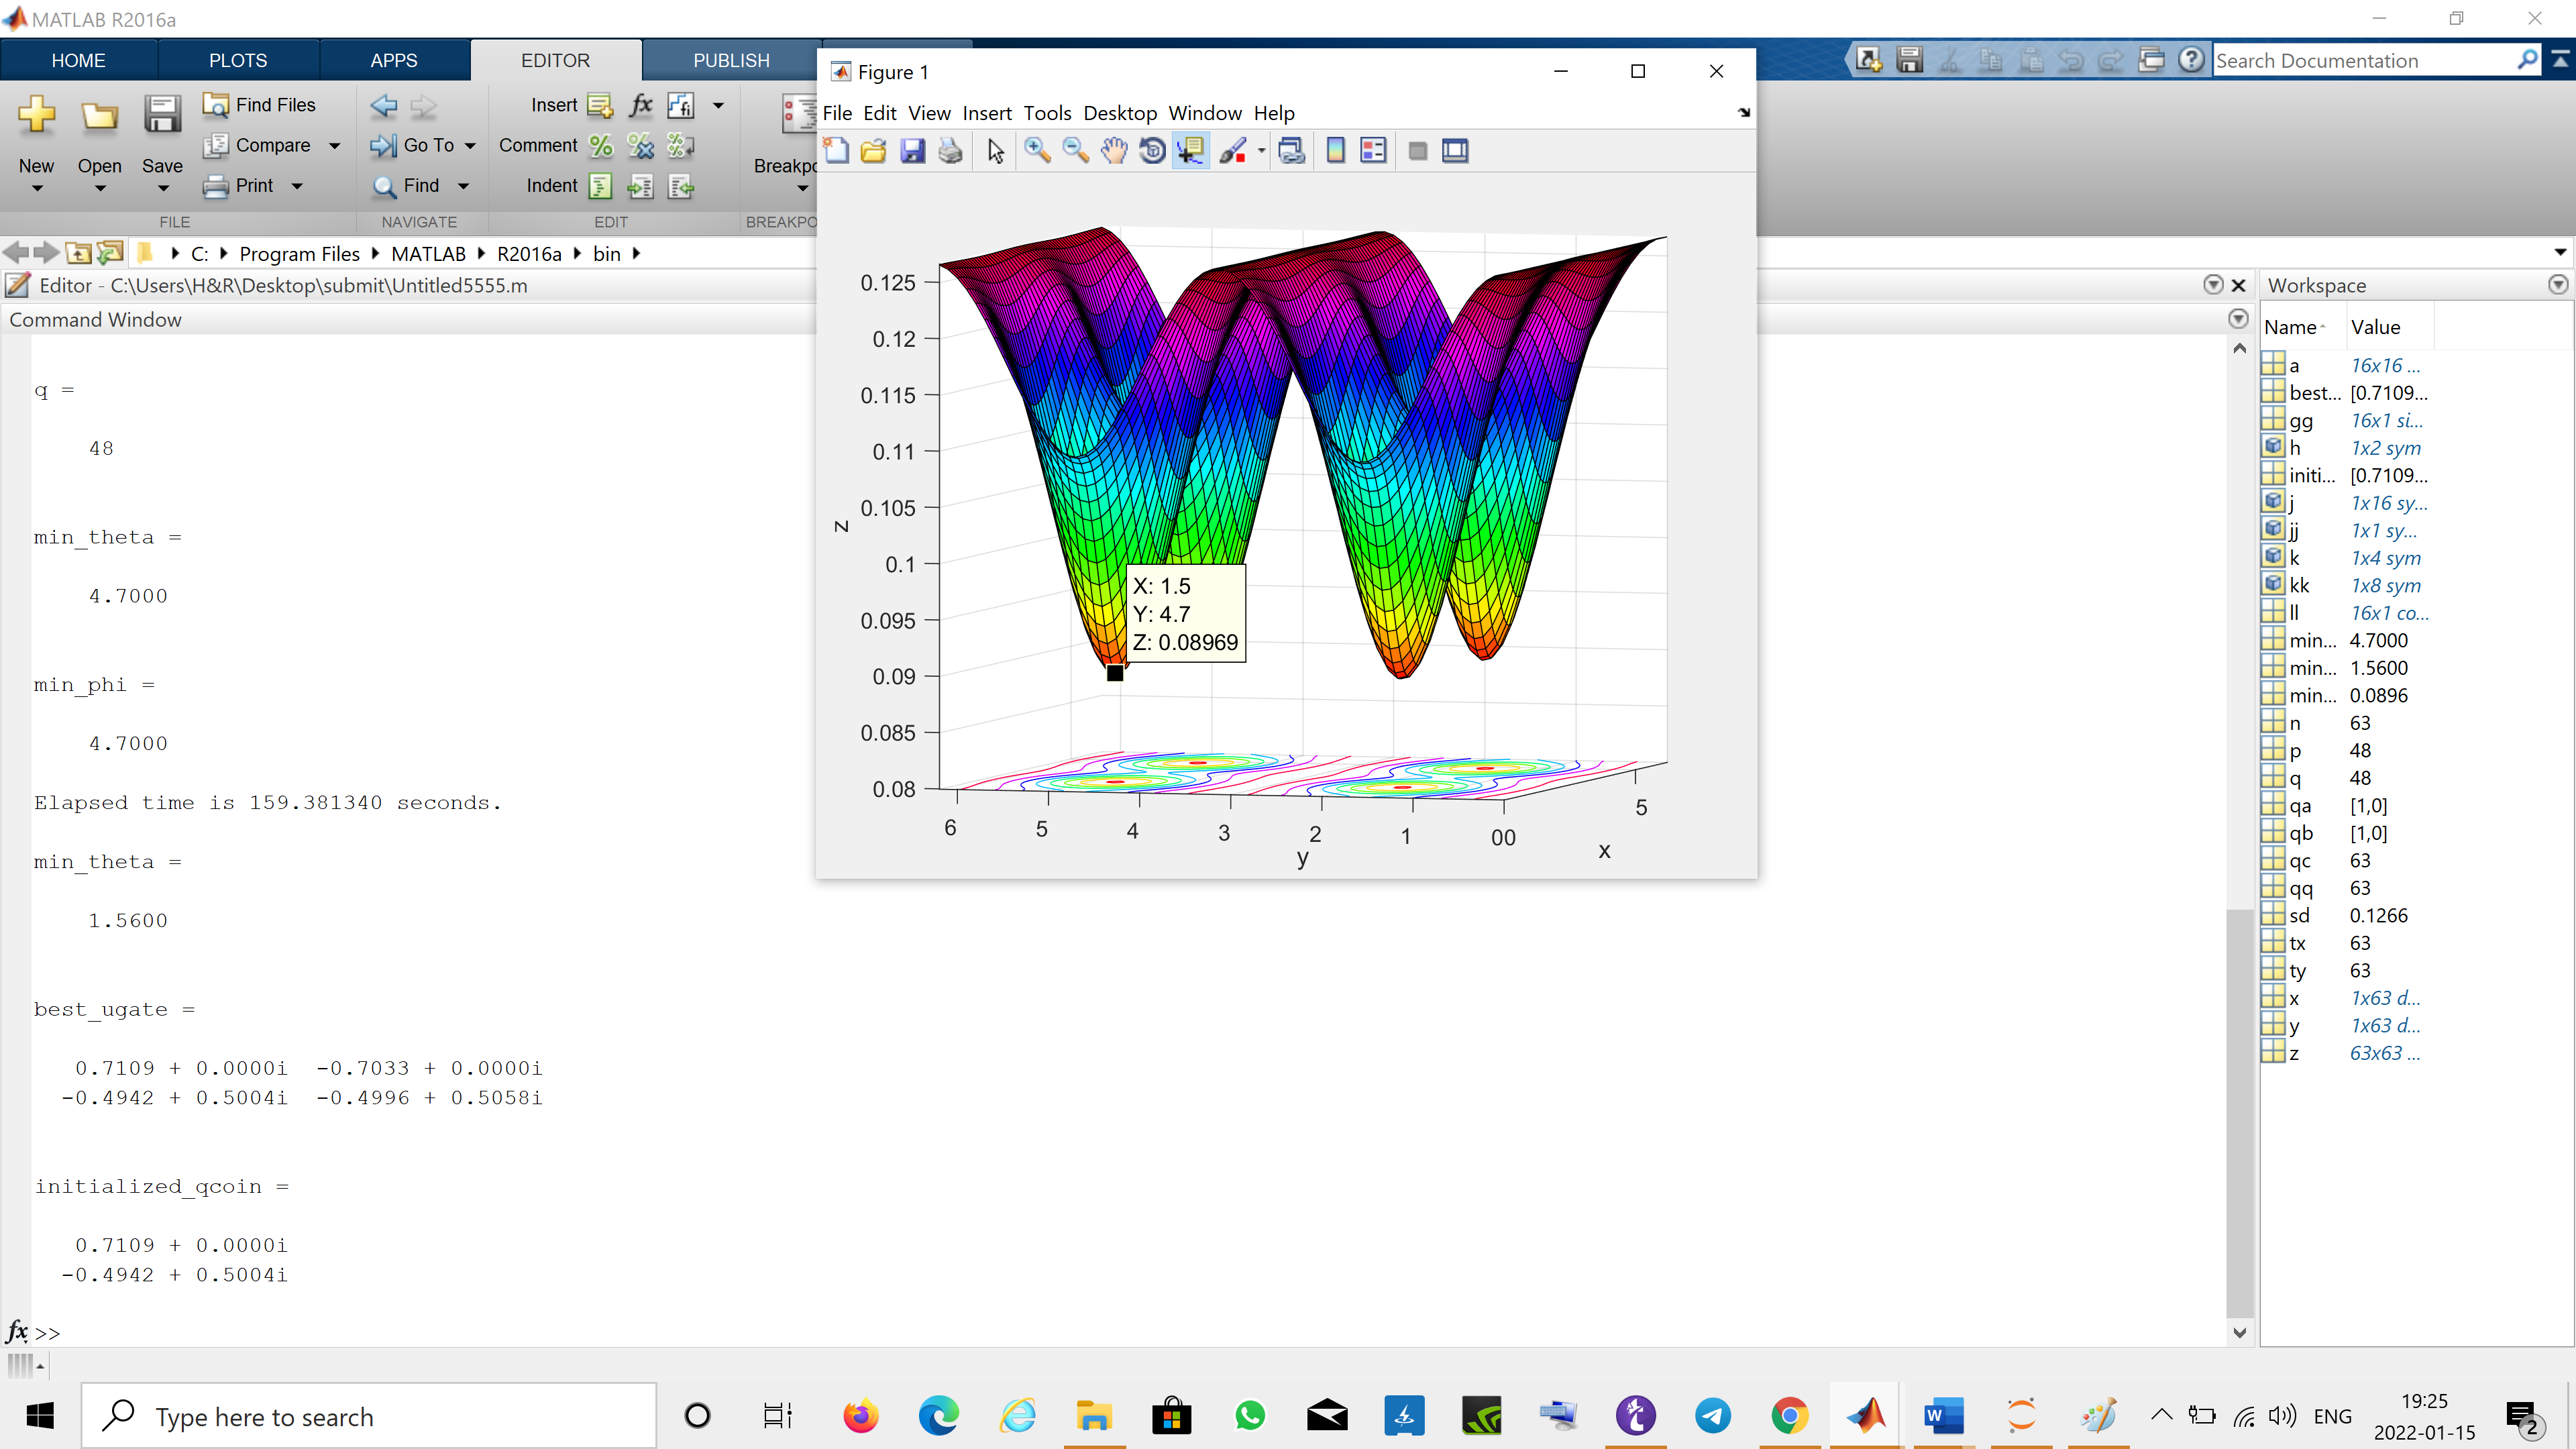 MATLAB R2016a
HOME PLOTS APPS EDITOR PUBLISH
Search Documentation
Find Files
Compare
Print
New Open Save
Go To
Find
Insert fx fi
Comment
Indent
FILE NAVIGATE EDIT
C: Program Files MATLAB R2016a bin
Editor - C:\Users\H&R\Desktop\submit\Untitled5555.m
Command Window
q =
48
min_theta =
4.7000
min_phi =
4.7000
Elapsed time is 159.381340 seconds.
min_theta =
1.5600
best_ugate =
0.7109 + 0.0000i -0.7033 + 0.0000i
-0.4942 + 0.5004i -0.4996 + 0.5058i
initialized_qcoin =
0.7109 + 0.0000i
-0.4942 + 0.5004i
fx >>
Figure 1
File Edit View Insert Tools Desktop Window Help
z
0.125
0.12
0.115
0.11
0.105
0.1
0.095
0.09
0.085
0.08
X: 1.5
Y: 4.7
Z: 0.08969
6 5 4 3 2 1 00 5
y
x
Workspace
Name Value
a 16x16 ...
best... [0.7109...
gg 16x1 si...
h 1x2 sym
initi... [0.7109...
j 1x16 sy...
jj 1x1 sy...
k 1x4 sym
kk 1x8 sym
ll 16x1 co...
min... 4.7000
min... 1.5600
min... 0.0896
n 63
p 48
q 48
qa [1,0]
qb [1,0]
qc 63
qq 63
sd 0.1266
tx 63
ty 63
x 1x63 d...
y 1x63 d...
z 63x63 ...
Type here to search
ENG
19:25
2022-01-15
2